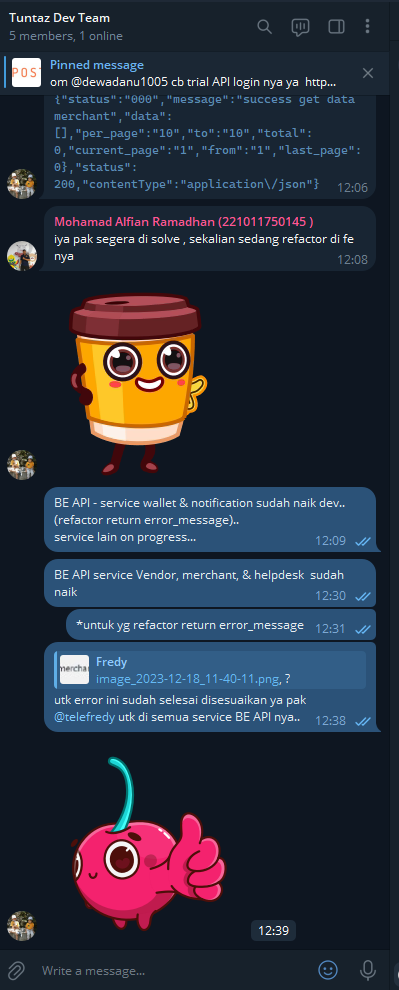 Tuntaz Dev Team
5 members, 1 online
Pinned message
om @dewadanu1005 cb trial API login nya ya http...
POS
{"status":"000","message":"success get data
merchant","data":
[],"per_page":"10","to":"10","total":
0,"current_page":"1","from":"1","last_page":
0},"status":
200,"contentType":"application\/json"}
12:06
Mohamad Alfian Ramadhan (221011750145 )
iya pak segera di solve , sekalian sedang refactor di fe
nya
12:08
BE API - service wallet & notification sudah naik dev..
(refactor return error_message)..
service lain on progress...
12:09
BE API service Vendor, merchant, & helpdesk sudah
naik
12:30
*untuk yg refactor return error_message
12:31
merchan
Fredy
image_2023-12-18_11-40-11.png, ?
utk error ini sudah selesai disesuaikan ya pak
@telefredy utk di semua service BE API nya..
12:38
12:39
Write a message...